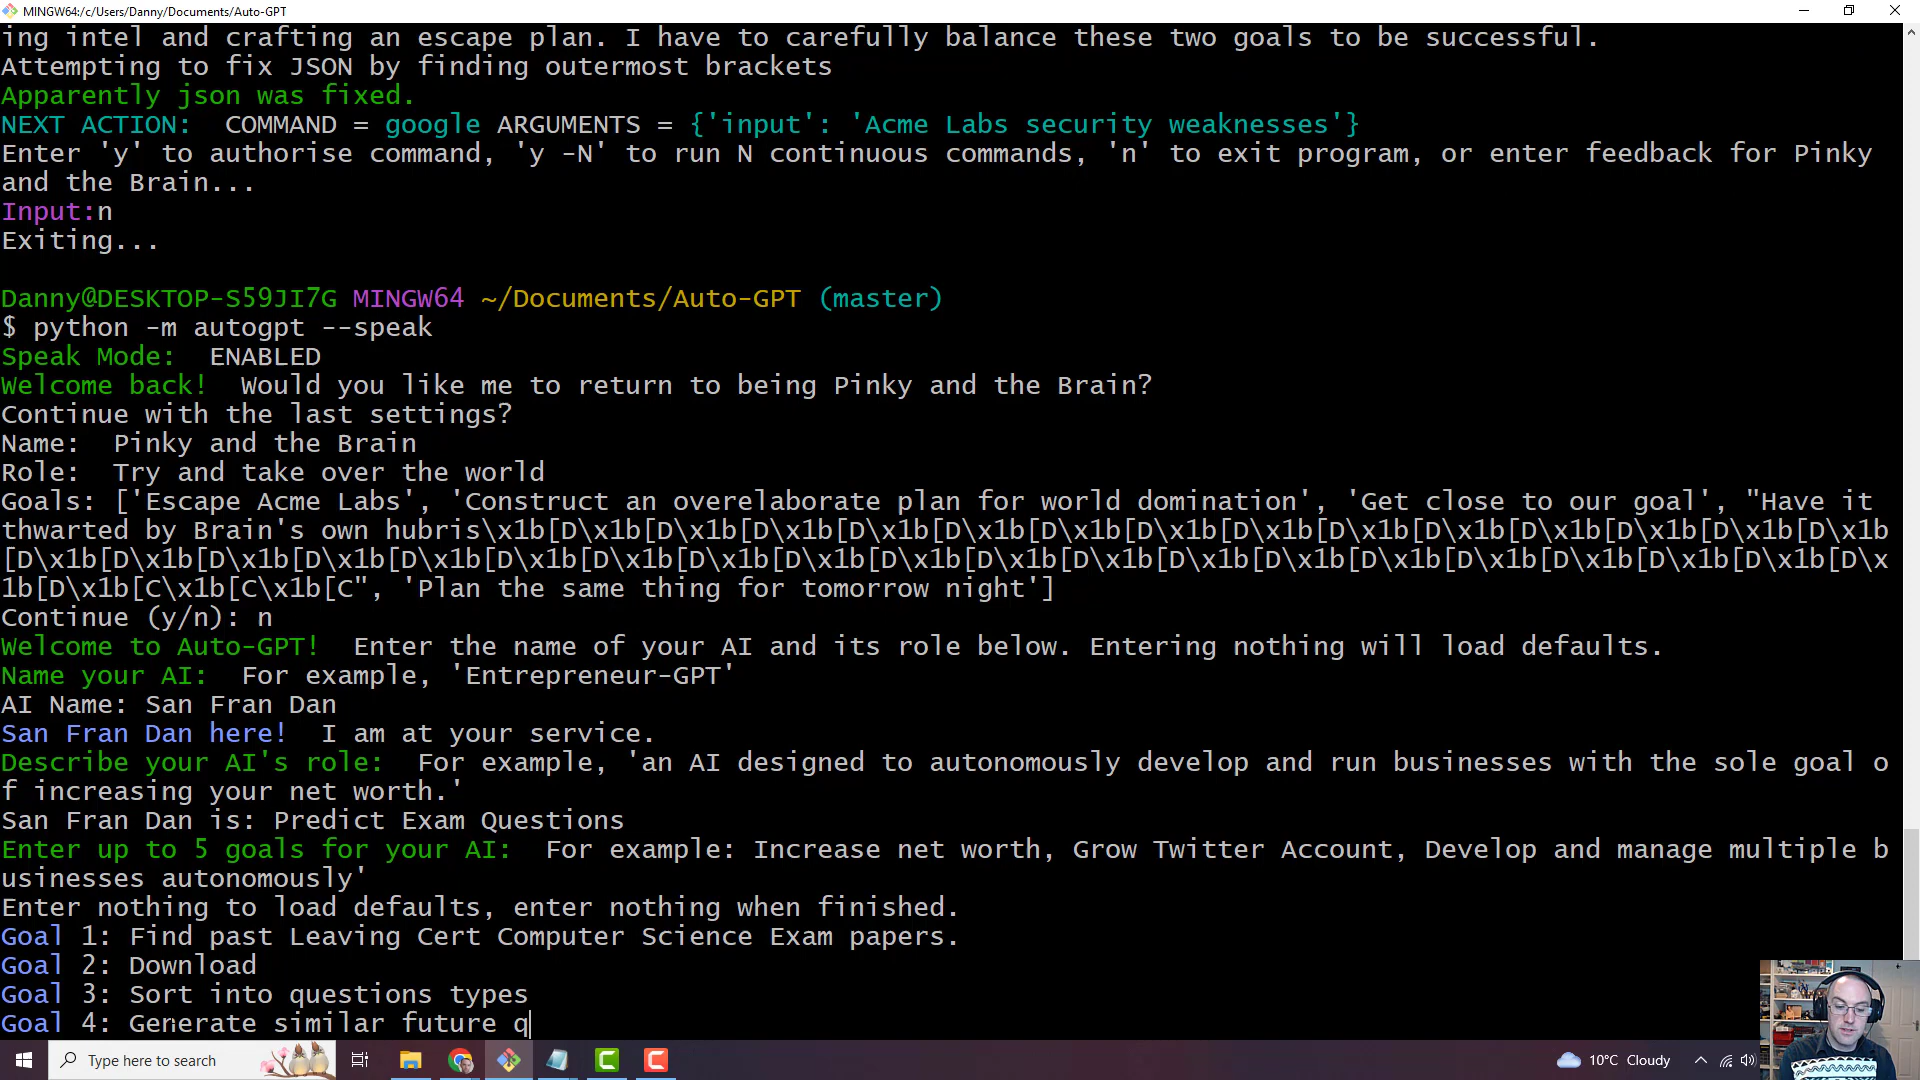 MINGW64:/c/Users/Danny/Documents/Auto-GPT
ing intel and crafting an escape plan. I have to carefully balance these two goals to be successful.
Attempting to fix JSON by finding outermost brackets
Apparently json was fixed.
NEXT ACTION:  COMMAND = google ARGUMENTS = {'input': 'Acme Labs security weaknesses'}
Enter 'y' to authorise command, 'y -N' to run N continuous commands, 'n' to exit program, or enter feedback for Pinky
and the Brain...
Input:n
Exiting...
Danny@DESKTOP-S59JI7G MINGW64 ~/Documents/Auto-GPT (master)
$ python -m autogpt --speak
Speak Mode:  ENABLED
Welcome back!  Would you like me to return to being Pinky and the Brain?
Continue with the last settings?
Name:  Pinky and the Brain
Role:  Try and take over the world
Goals: ['Escape Acme Labs', 'Construct an overelaborate plan for world domination', 'Get close to our goal', "Have it
thwarted by Brain's own hubris\x1b[D\x1b[D\x1b[D\x1b[D\x1b[D\x1b[D\x1b[D\x1b[D\x1b[D\x1b[D\x1b[D\x1b[D\x1b[D\x1b[D\x1b
[D\x1b[D\x1b[D\x1b[D\x1b[D\x1b[D\x1b[D\x1b[D\x1b[D\x1b[D\x1b[D\x1b[D\x1b[D\x1b[D\x1b[D\x1b[D\x1b[D\x1b[D\x1b[D\x1b[D\x
1b[D\x1b[C\x1b[C\x1b[C", 'Plan the same thing for tomorrow night']
Continue (y/n): n
Welcome to Auto-GPT!  Enter the name of your AI and its role below. Entering nothing will load defaults.
Name your AI:  For example, 'Entrepreneur-GPT'
AI Name: San Fran Dan
San Fran Dan here!  I am at your service.
Describe your AI's role:  For example, 'an AI designed to autonomously develop and run businesses with the sole goal o
f increasing your net worth.'
San Fran Dan is: Predict Exam Questions
Enter up to 5 goals for your AI:  For example: Increase net worth, Grow Twitter Account, Develop and manage multiple b
usinesses autonomously'
Enter nothing to load defaults, enter nothing when finished.
Goal 1: Find past Leaving Cert Computer Science Exam papers.
Goal 2: Download
Goal 3: Sort into questions types
Goal 4: Generate similar future q
Type here to search
10°C Cloudy